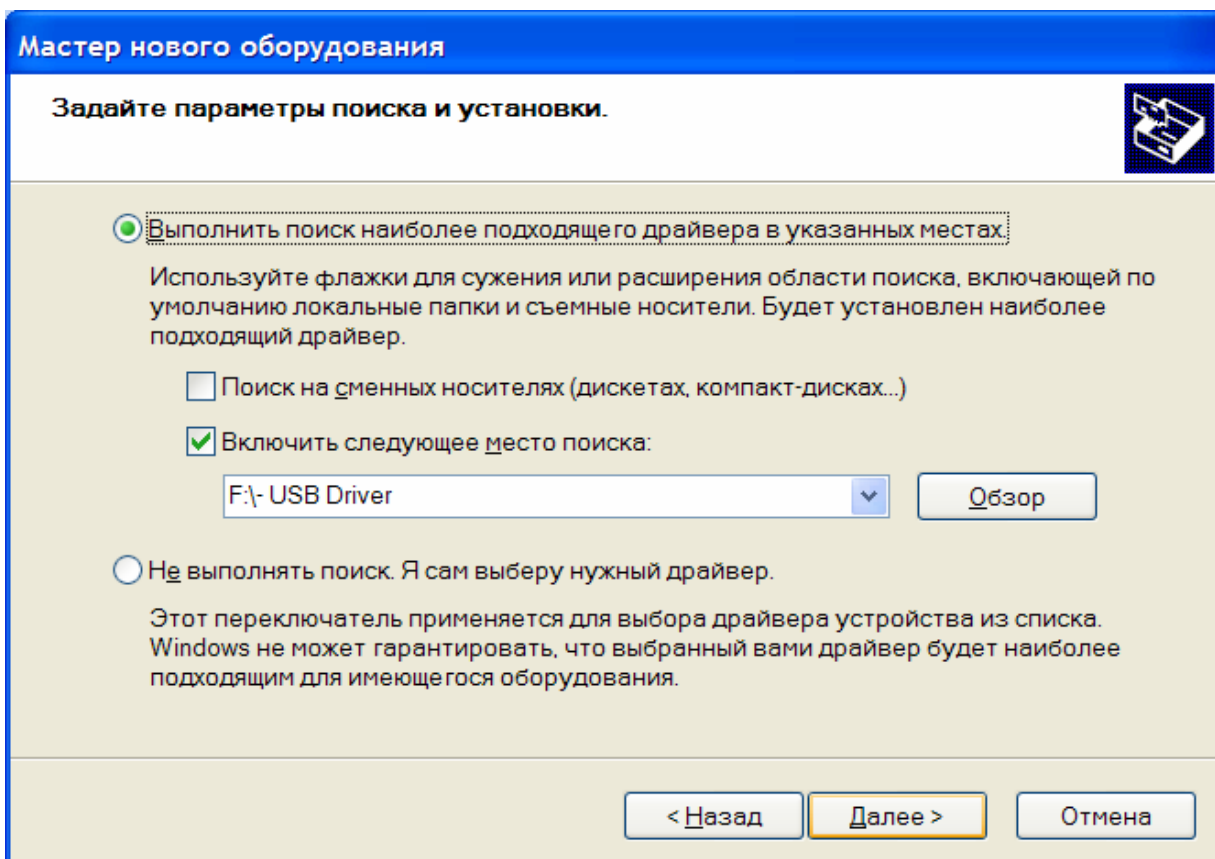 Мастер нового оборудования
Задайте параметры поиска и установки.
Выполнить поиск наиболее подходящего драйвера в указанных местах.
Используйте флажки для сужения или расширения области поиска, включающей по
умолчанию локальные папки и съемные носители. Будет установлен наиболее
подходящий драйвер.
Поиск на сменных носителях (дискетах, компакт-дисках...)
Включить следующее место поиска:
F:\- USB Driver
Обзор
Не выполнять поиск. Я сам выберу нужный драйвер.
Этот переключатель применяется для выбора драйвера устройства из списка.
Windows не может гарантировать, что выбранный вами драйвер будет наиболее
подходящим для имеющегося оборудования.
< Назад Далее > Отмена